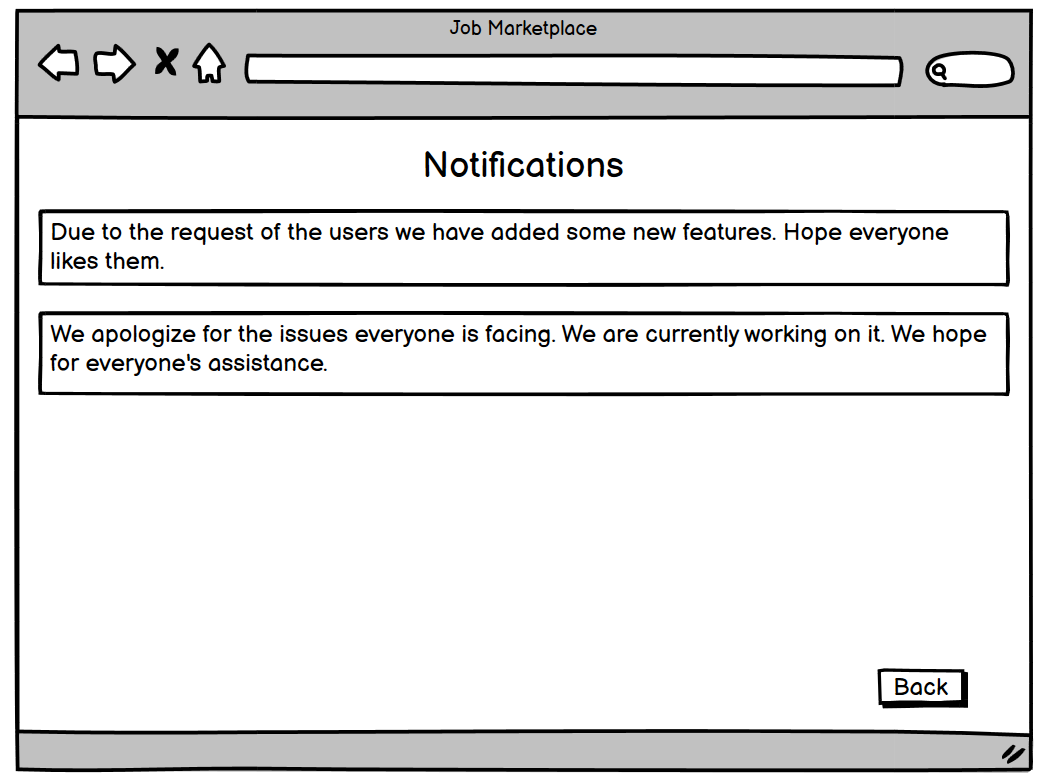 Job Marketplace
Notifications
Due to the request of the users we have added some new features. Hope everyone
likes them.
We apologize for the issues everyone is facing. We are currently working on it. We hope
for everyone's assistance.
Back